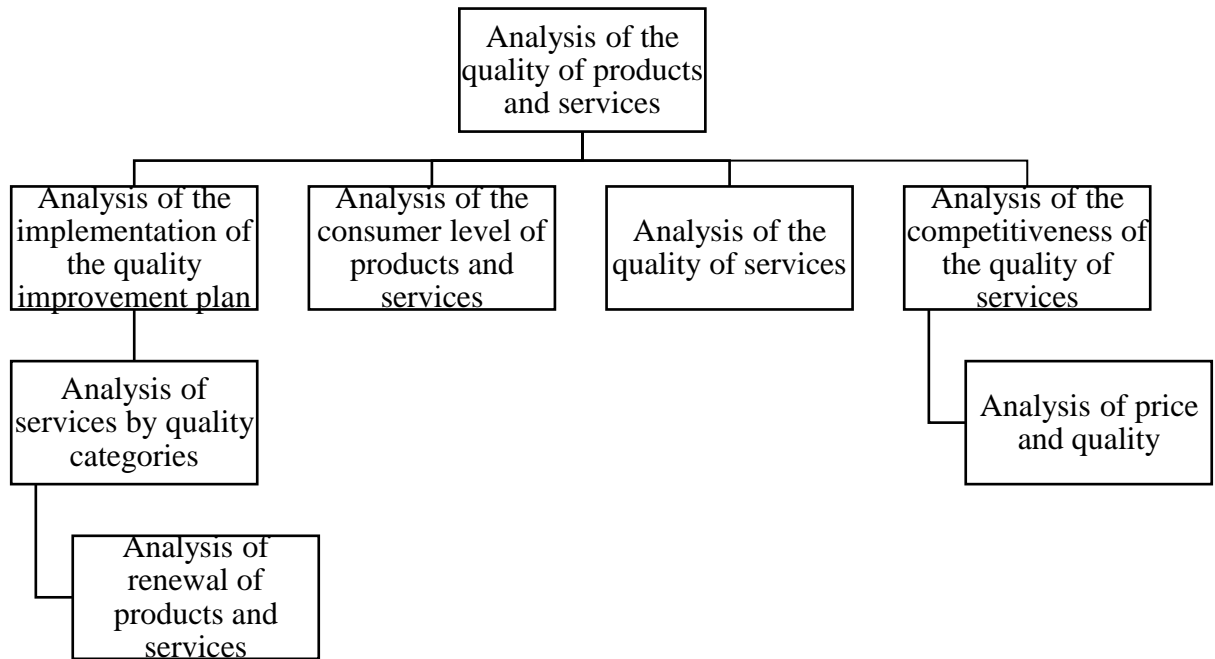 Analysis of the
quality of products
and services
Analysis of the
implementation of
the quality
improvement plan
Analysis of the
consumer level of
products and
services
Analysis of the
quality of services
Analysis of the
competitiveness of
the quality of
services
Analysis of
services by quality
categories
Analysis of price
and quality
Analysis of
renewal of
products and
services